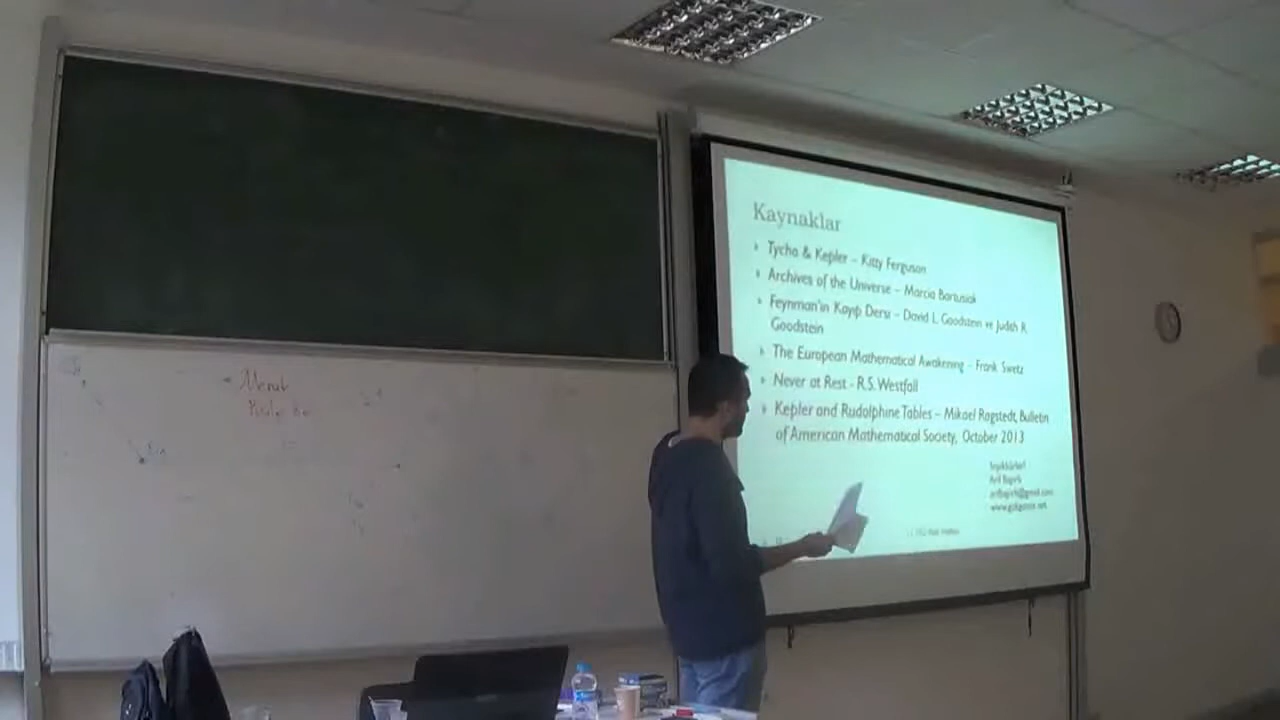 Kaynaklar
Tycho & Kepler – Kitty Ferguson
Archives of the Universe – Marcia Bartusiak
Feynman'ın Kayıp Dersi – David L. Goodstein ve Judith R.
Goodstein
The European Mathematical Awakening – Frank Swetz
Never at Rest - R.S. Westfall
Kepler and Rudolphine Tables – Mikael Ragstedt, Bulletin
of American Mathematical Society, October 2013